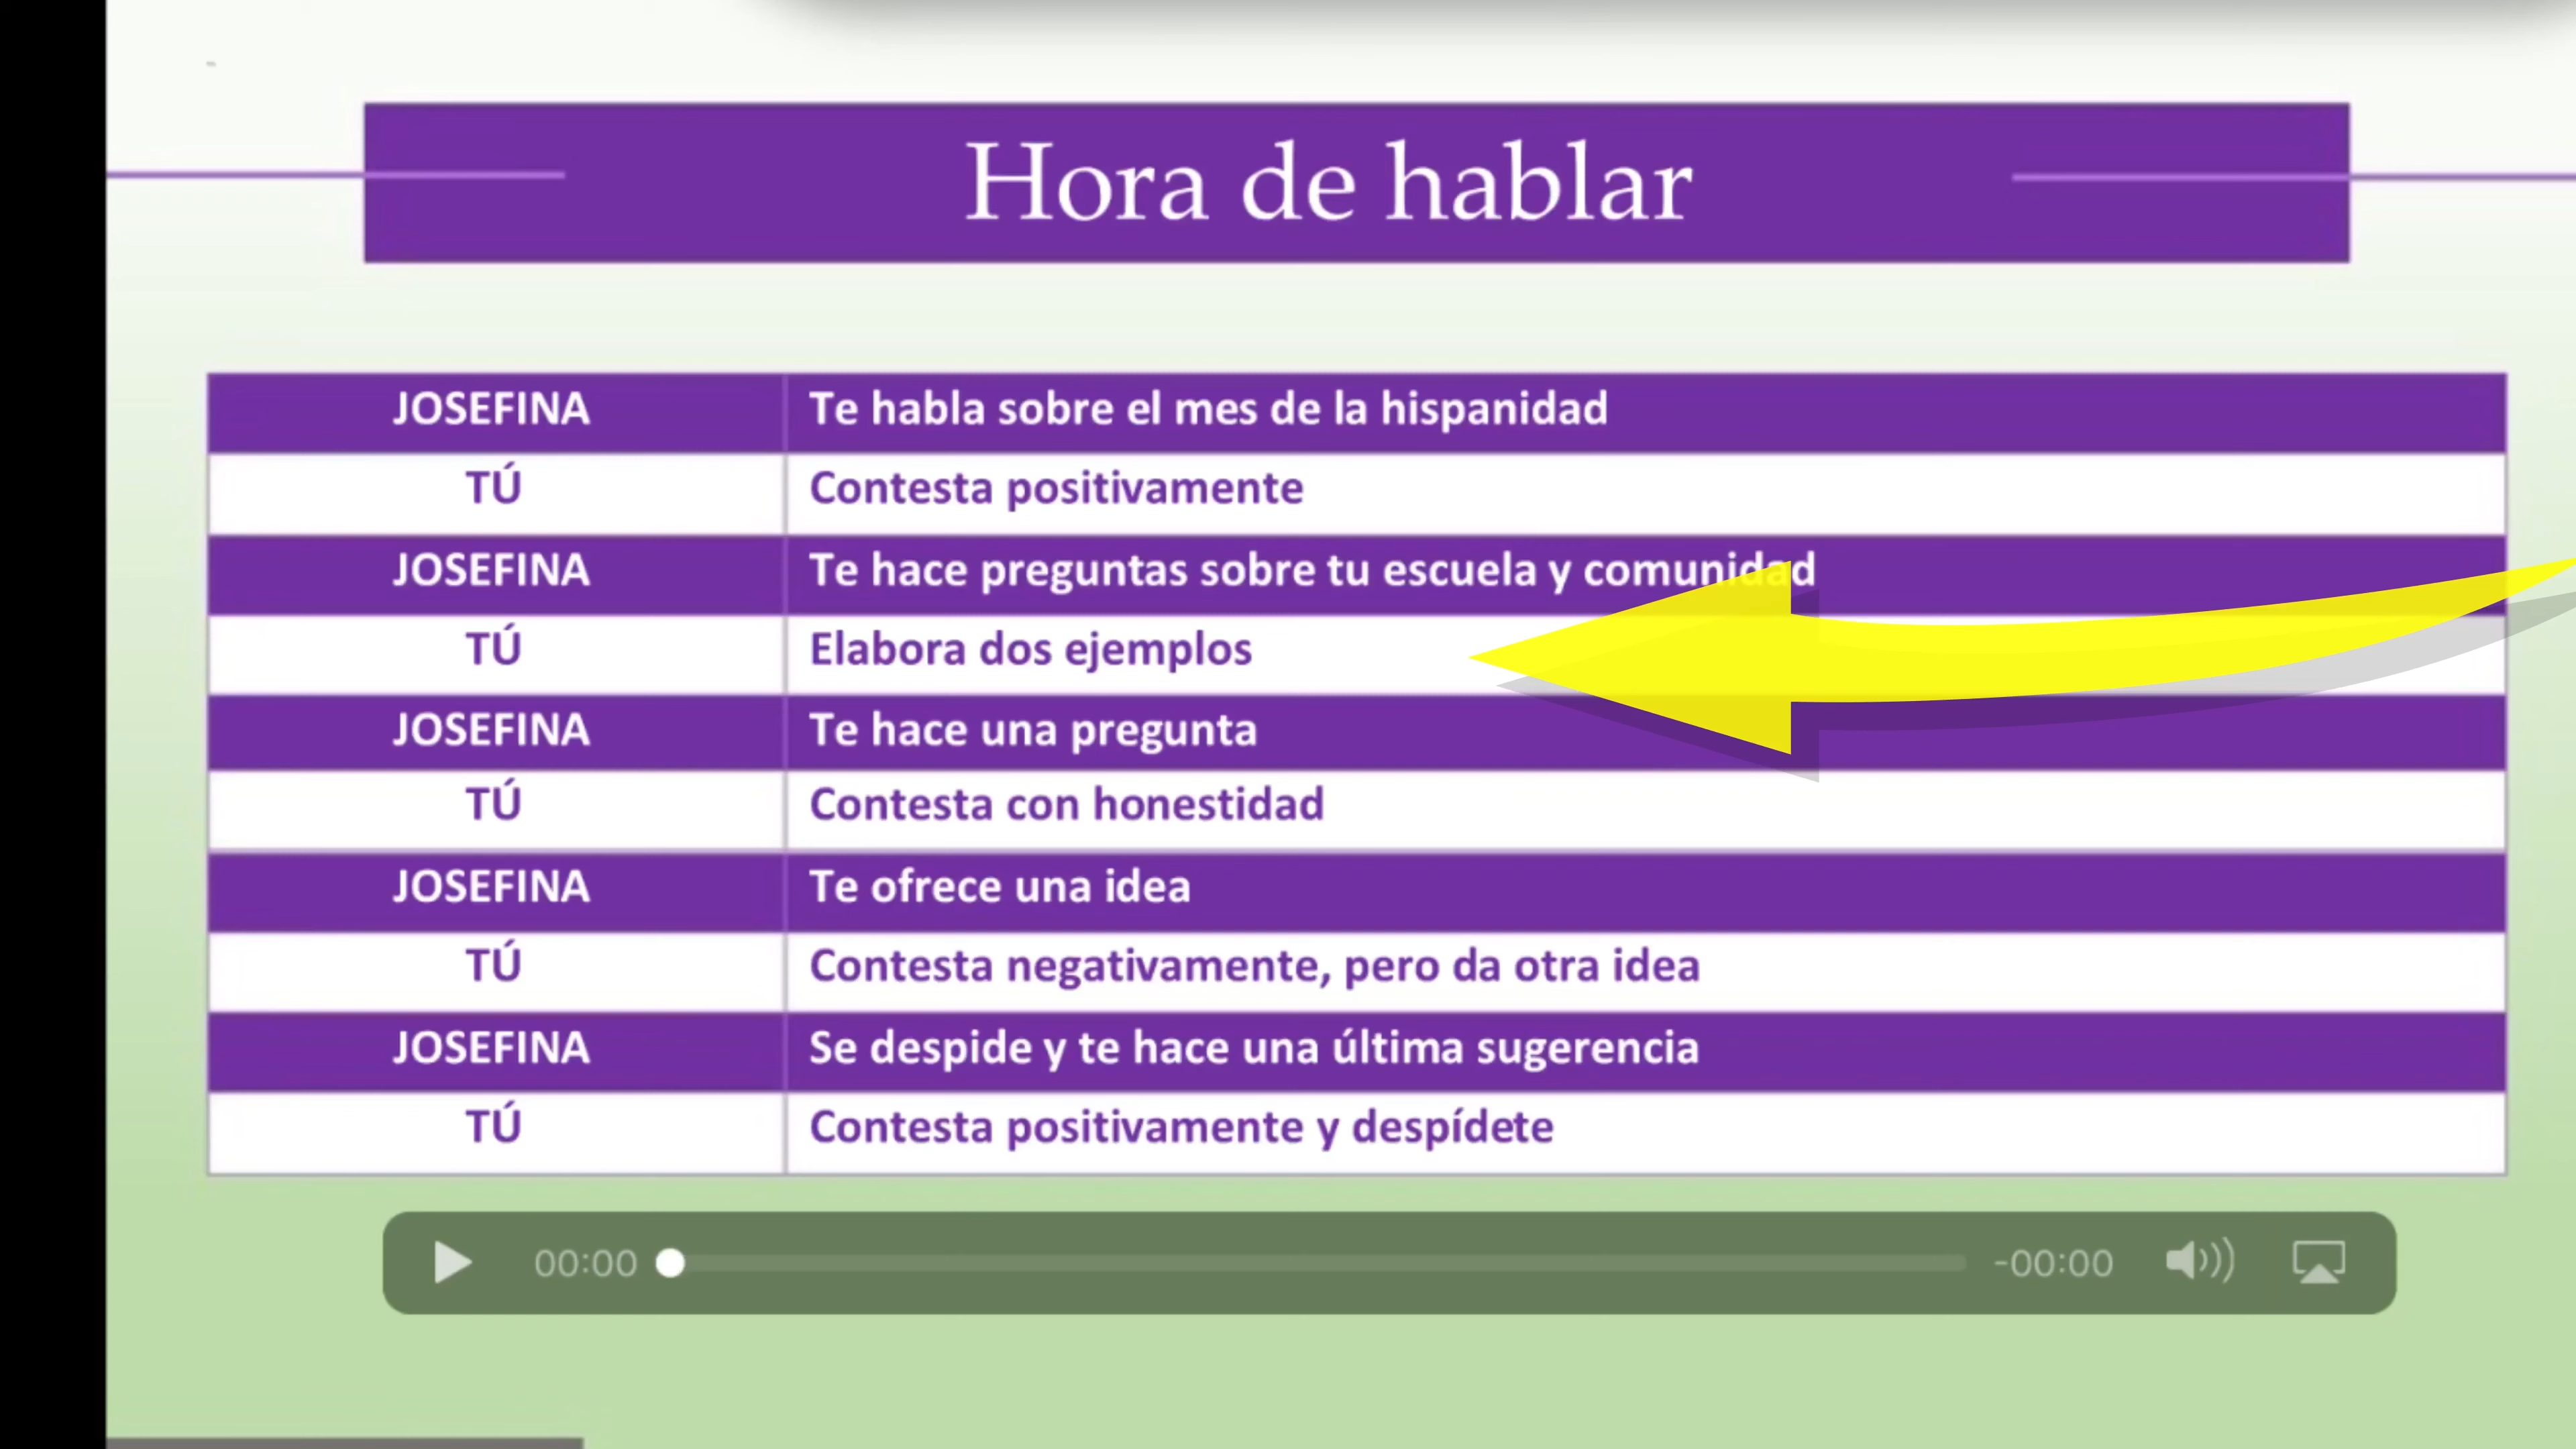 Hora de hablar
JOSEFINA Te habla sobre el mes de la hispanidad
TÚ Contesta positivamente
JOSEFINA Te hace preguntas sobre tu escuela y comunidad
TÚ Elabora dos ejemplos
JOSEFINA Te hace una pregunta
TÚ Contesta con honestidad
JOSEFINA Te ofrece una idea
TÚ Contesta negativamente, pero da otra idea
JOSEFINA Se despide y te hace una última sugerencia
TÚ Contesta positivamente y despídete
00:00 -00:00